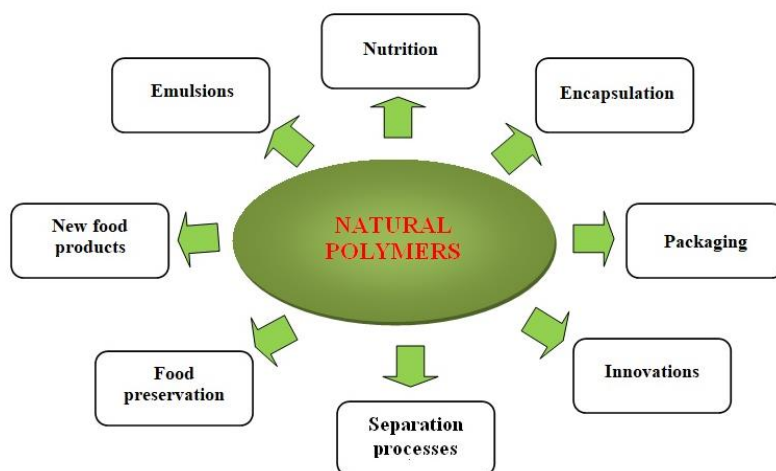 Nutrition
Emulsions
Encapsulation
New food
products
NATURAL
POLYMERS
Packaging
Food
preservation
Innovations
Separation
processes